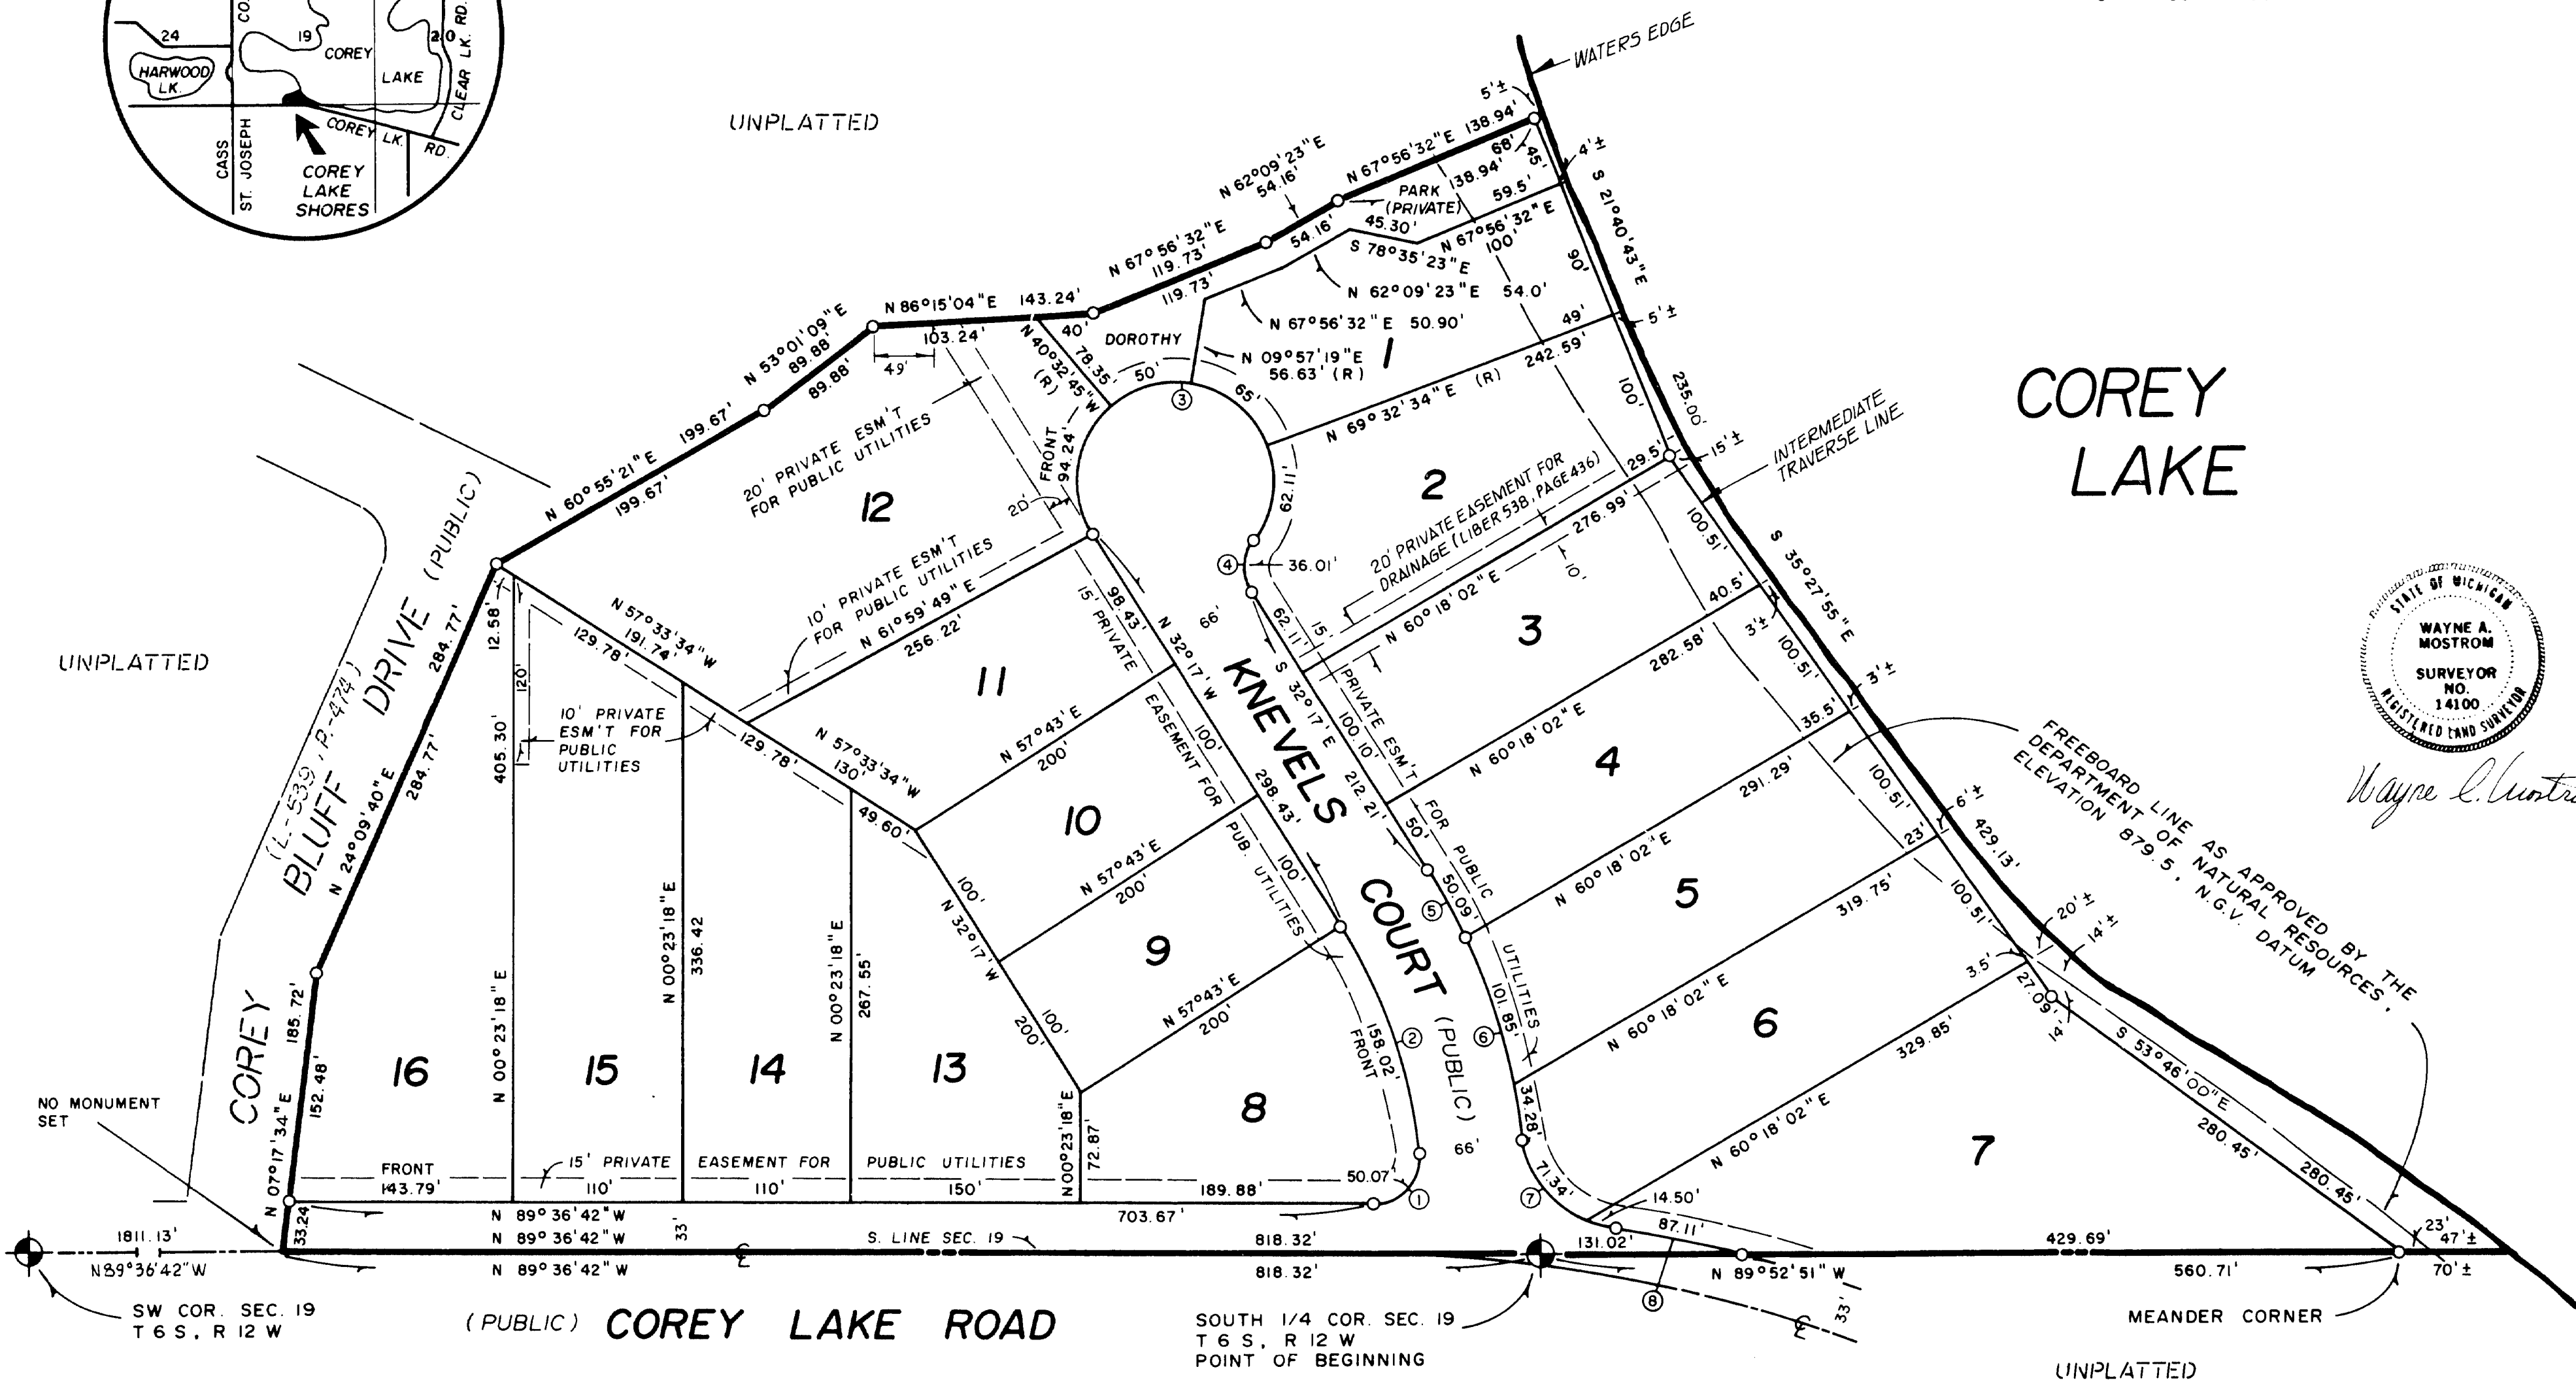 24
19
20
COREY
LAKE
HARWOOD
LK.
CLEAR LK. RD.
COREY LK. RD.
CASS
ST. JOSEPH
COREY
LAKE
SHORES
UNPLATTED
WATERS EDGE
5'±
N 67°56'32"E 138.94'
68'
45'
4'±
PARK
(PRIVATE)
138.94'
59.5'
N 62°09'23"E
54.16'
54.16'
45.30'
S 78°35'23"E
N 67°56'32"E
100'
S 21°40'43"E
90'
N 67°56'32"E
119.73'
119.73'
N 62°09'23"E 54.0'
N 67°56'32"E 50.90'
N 86°15'04"E 143.24'
40'
103.24'
49'
DOROTHY
N 09°57'19"E
56.63' (R)
1
49'
5'±
242.59'
N 69°32'34"E (R)
N 53°01'09"E
89.88'
89.88'
N 40°32'45"W
(R)
78.35'
50'
3
65'
100'
235.00'
INTERMEDIATE
TRAVERSE LINE
COREY
LAKE
N 60°55'21"E 199.67'
199.67'
20' PRIVATE ESM'T
FOR PUBLIC UTILITIES
12
FRONT
94.24'
20'
62.11'
2
29.5'
15'±
20' PRIVATE EASEMENT FOR
DRAINAGE (LIBER 538, PAGE 436)
276.99'
10'
N 60°18'02"E
4
36.01'
10' PRIVATE ESM'T
FOR PUBLIC UTILITIES
N 61°59'49"E
256.22'
UNPLATTED
COREY BLUFF DRIVE (PUBLIC)
(L-539, P.-474)
284.77'
284.77'
N 24°09'40"E
12.58'
120'
405.30'
N 00°23'18"E
N 57°33'34"W
191.74'
129.78'
10' PRIVATE
ESM'T FOR
PUBLIC
UTILITIES
129.78'
N 57°33'34"W
130'
49.60'
11
98.43'
N 32°17'W
298.43'
66'
15' PRIVATE EASEMENT FOR PUB. UTILITIES
N 57°43'E
200'
100'
10
N 57°43'E
200'
100'
9
N 57°43'E
200'
KNEVELS COURT (PUBLIC)
62.11'
15'
S 32°17'E
212.21'
PRIVATE ESM'T FOR PUBLIC UTILITIES
100.10'
50'
5
50.09'
3
100.51'
40.5'
3'±
282.58'
N 60°18'02"E
S 35°27'55"E
429.13'
4
100.51'
35.5'
3'±
291.29'
N 60°18'02"E
5
100.51'
23'
6'±
319.75'
N 60°18'02"E
6
100.51'
3.5'
20'±
14'±
27.09'
14'
329.85'
N 60°18'02"E
7
S 53°46'00"E
280.45'
280.45'
FREEBOARD LINE AS APPROVED BY THE
DEPARTMENT OF NATURAL RESOURCES,
ELEVATION 879.5, N.G.V. DATUM
STATE OF MICHIGAN
WAYNE A.
MOSTROM
SURVEYOR
NO.
14100
REGISTERED LAND SURVEYOR
185.72'
152.48'
N 07°17'34"E
33.24'
NO MONUMENT
SET
16
15
14
13
8
N 00°23'18"E
336.42
N 00°23'18"E
267.55'
100'
N 32°17'W
100'
200'
N00°23'18"E
72.87'
158.02'
FRONT
2
6
101.85'
34.28'
66'
71.34'
7
14.50'
87.11'
50.07'
1
FRONT
143.79'
15' PRIVATE EASEMENT FOR PUBLIC UTILITIES
110'
110'
150'
189.88'
N 89°36'42"W
703.67'
N 89°36'42"W
33'
S. LINE SEC. 19
818.32'
131.02'
429.69'
23'
47'±
1811.13'
N89°36'42"W
N 89°36'42"W
818.32'
N 89°52'51"W
560.71'
70'±
8
33'
SW COR. SEC. 19
T 6 S, R 12 W
(PUBLIC) COREY LAKE ROAD
SOUTH 1/4 COR. SEC. 19
T 6 S, R 12 W
POINT OF BEGINNING
MEANDER CORNER
UNPLATTED